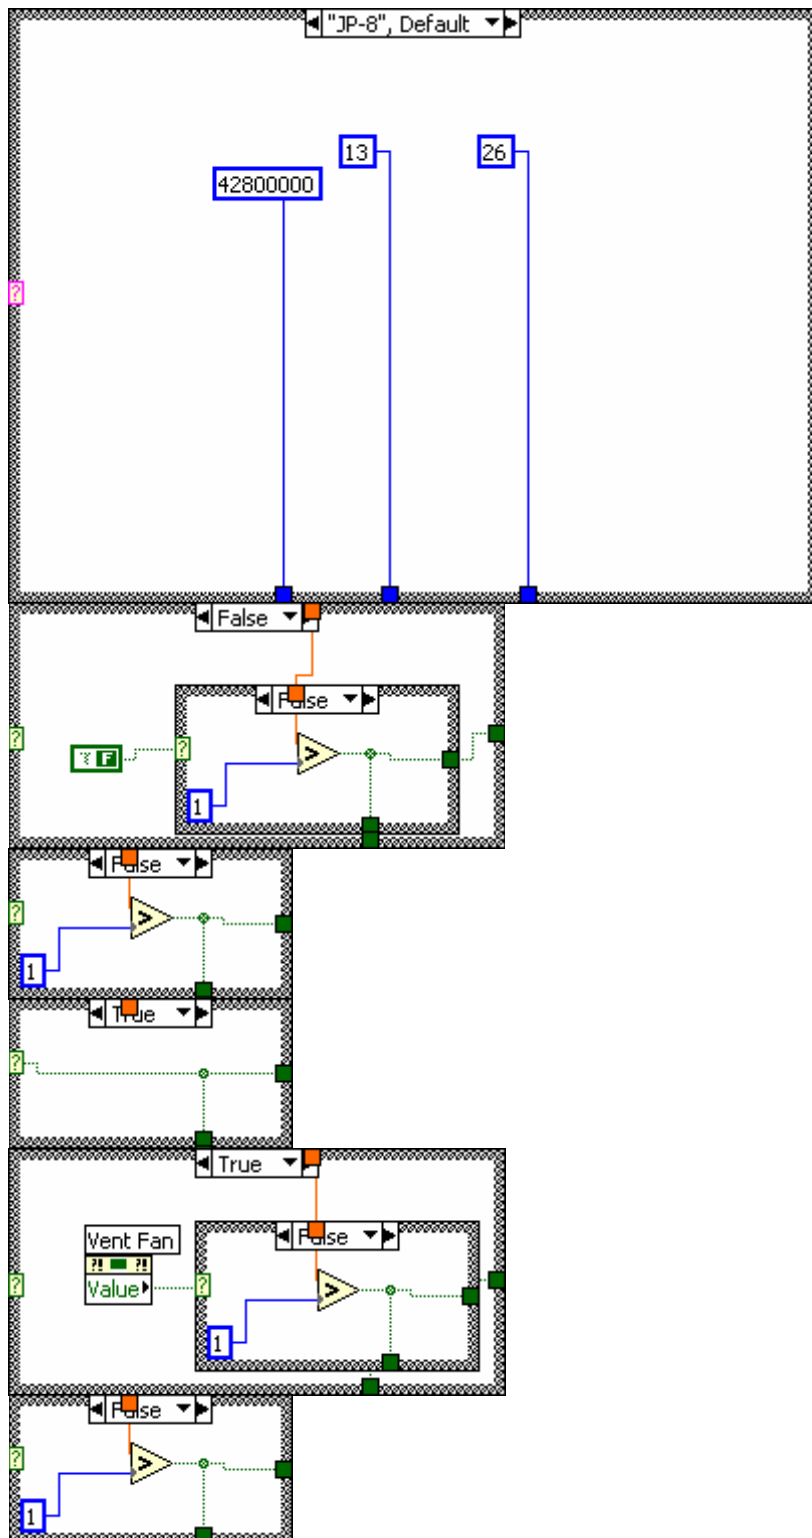 "JP-8", Default
13
26
42800000
False
False
?
?
F
>
1
False
?
>
1
True
?
True
Vent Fan
?! ?!
Value
False
?
?
>
1
False
?
>
1